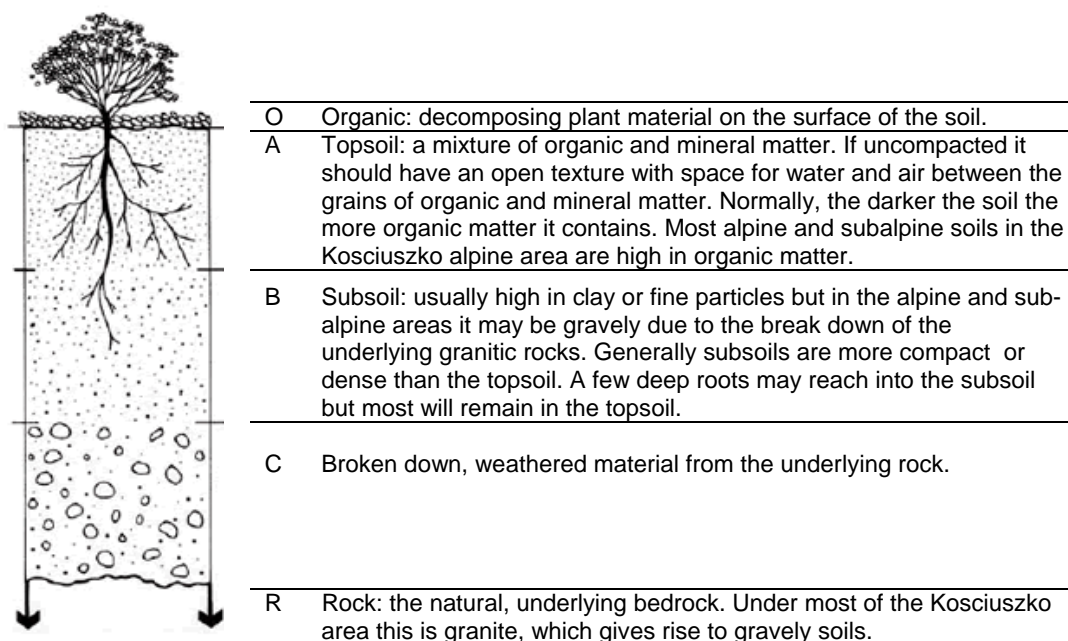 O Organic: decomposing plant material on the surface of the soil.
A Topsoil: a mixture of organic and mineral matter. If uncompacted it
should have an open texture with space for water and air between the
grains of organic and mineral matter. Normally, the darker the soil the
more organic matter it contains. Most alpine and subalpine soils in the
Kosciuszko alpine area are high in organic matter.
B Subsoil: usually high in clay or fine particles but in the alpine and sub-
alpine areas it may be gravely due to the break down of the
underlying granitic rocks. Generally subsoils are more compact or
dense than the topsoil. A few deep roots may reach into the subsoil
but most will remain in the topsoil.
C Broken down, weathered material from the underlying rock.
R Rock: the natural, underlying bedrock. Under most of the Kosciuszko
area this is granite, which gives rise to gravely soils.